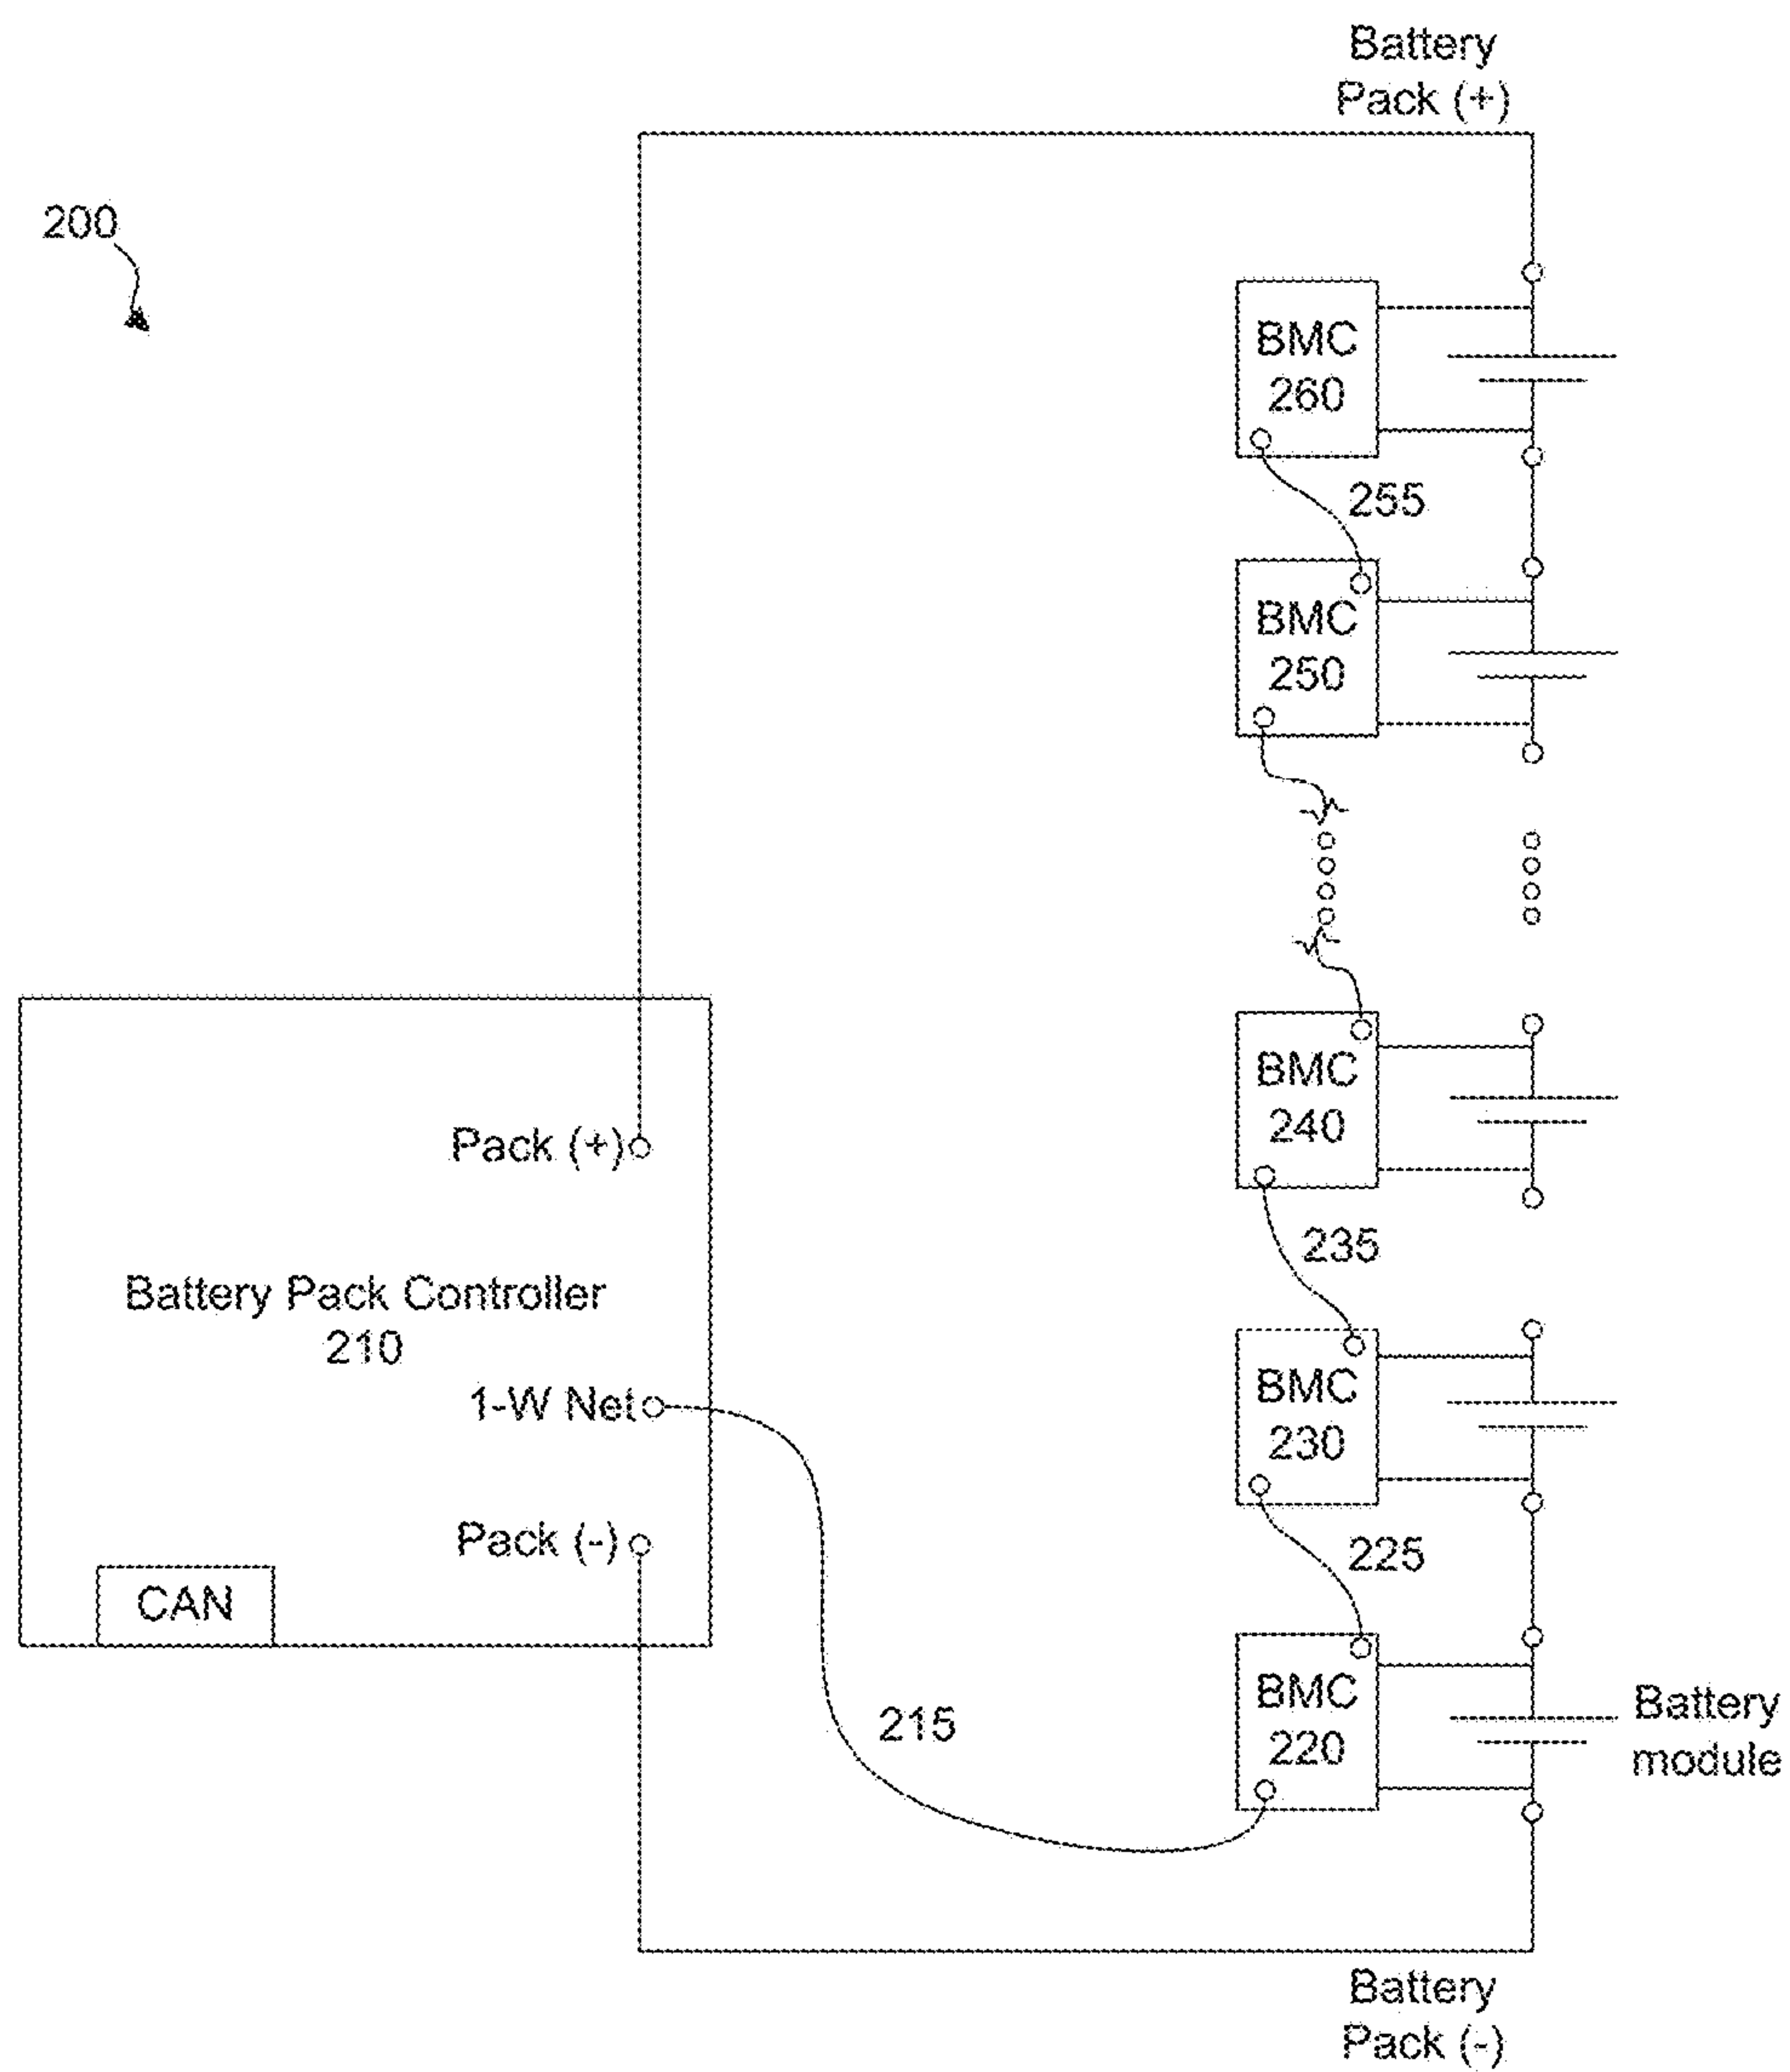 Battery
Pack (+)
200
BMC
260
255
BMC
250
BMC
240
Pack (+)
235
Battery Pack Controller
210
1-W Net
BMC
230
Pack (-)
225
CAN
BMC
220
Battery
module
215
Battery
Pack (-)